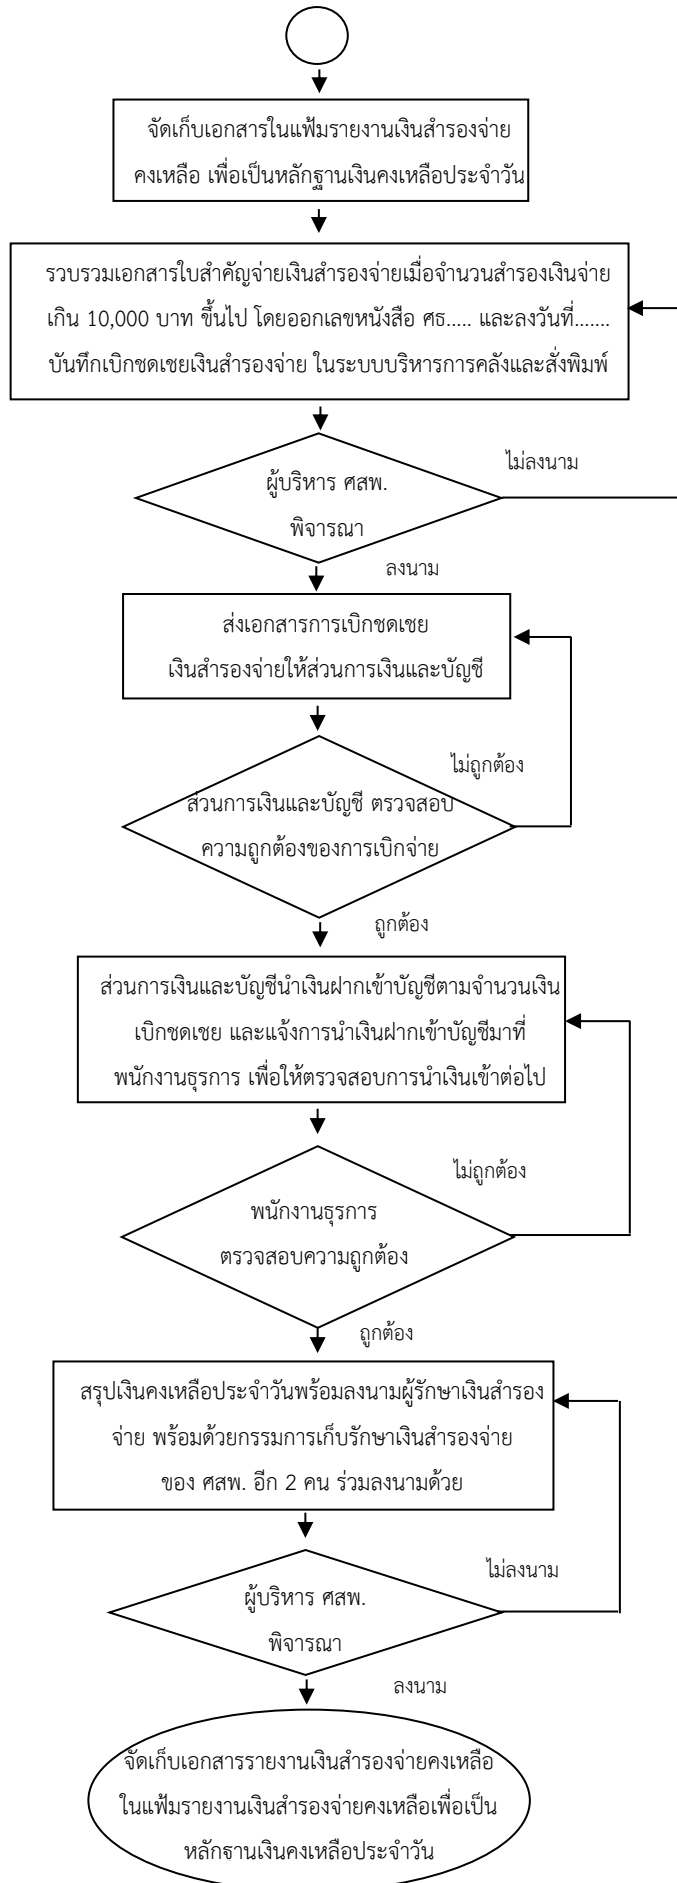 จัดเก็บเอกสารในแฟ้มรายงานเงินสำรองจ่าย
คงเหลือ เพื่อเป็นหลักฐานเงินคงเหลือประจำวัน
รวบรวมเอกสารใบสำคัญจ่ายเงินสำรองจ่ายเมื่อจำนวนสำรองเงินจ่าย
เกิน 10,000 บาท ขึ้นไป โดยออกเลขหนังสือ ศธ..... และลงวันที่.......
บันทึกเบิกชดเชยเงินสำรองจ่าย ในระบบบริหารการคลังและสั่งพิมพ์
ไม่ลงนาม
ผู้บริหาร ศสพ.
พิจารณา
ลงนาม
ส่งเอกสารการเบิกชดเชย
เงินสำรองจ่ายให้ส่วนการเงินและบัญชี
ไม่ถูกต้อง
ส่วนการเงินและบัญชี ตรวจสอบ
ความถูกต้องของการเบิกจ่าย
ถูกต้อง
ส่วนการเงินและบัญชีนำเงินฝากเข้าบัญชีตามจำนวนเงิน
เบิกชดเชย และแจ้งการนำเงินฝากเข้าบัญชีมาที่
พนักงานธุรการ เพื่อให้ตรวจสอบการนำเงินเข้าต่อไป
ไม่ถูกต้อง
พนักงานธุรการ
ตรวจสอบความถูกต้อง
ถูกต้อง
สรุปเงินคงเหลือประจำวันพร้อมลงนามผู้รักษาเงินสำรอง
จ่าย พร้อมด้วยกรรมการเก็บรักษาเงินสำรองจ่าย
ของ ศสพ. อีก 2 คน ร่วมลงนามด้วย
ไม่ลงนาม
ผู้บริหาร ศสพ.
พิจารณา
ลงนาม
จัดเก็บเอกสารรายงานเงินสำรองจ่ายคงเหลือ
ในแฟ้มรายงานเงินสำรองจ่ายคงเหลือเพื่อเป็น
หลักฐานเงินคงเหลือประจำวัน